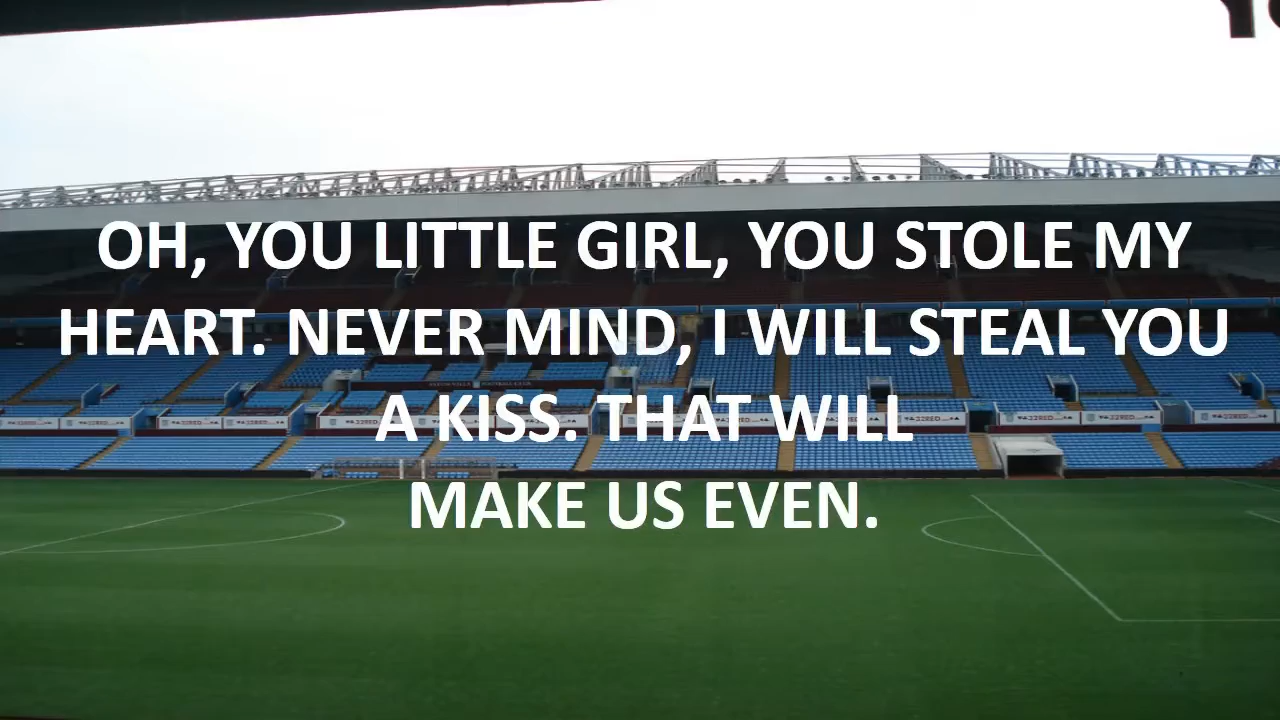 OH, YOU LITTLE GIRL, YOU STOLE MY
HEART. NEVER MIND, I WILL STEAL YOU
A KISS. THAT WILL
MAKE US EVEN.